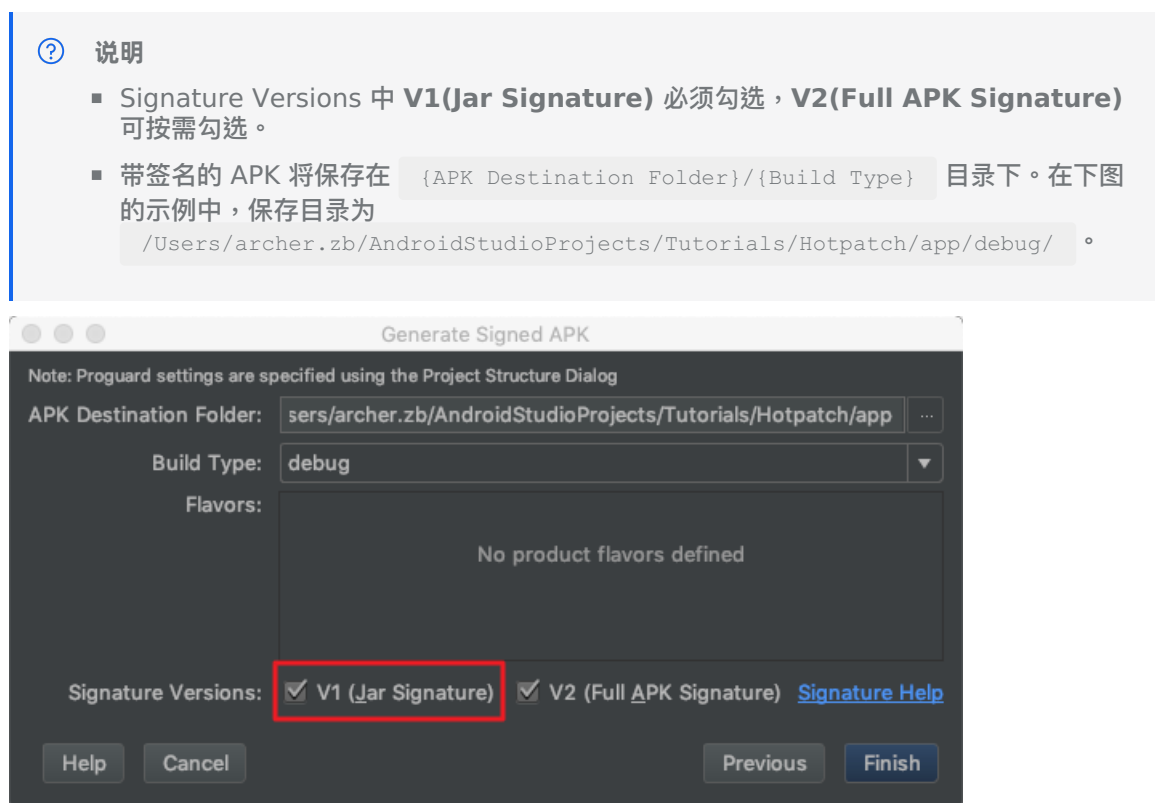 说明
Signature Versions 中 V1(Jar Signature) 必须勾选，V2(Full APK Signature)
可按需勾选。
带签名的 APK 将保存在 {APK Destination Folder}/{Build Type} 目录下。在下图
的示例中，保存目录为
/Users/archer.zb/AndroidStudioProjects/Tutorials/Hotpatch/app/debug/ 。
Generate Signed APK
Note: Proguard settings are specified using the Project Structure Dialog
APK Destination Folder: sers/archer.zb/AndroidStudioProjects/Tutorials/Hotpatch/app ...
Build Type: debug
Flavors:
No product flavors defined
Signature Versions: V1 (Jar Signature) V2 (Full APK Signature) Signature Help
Help Cancel Previous Finish